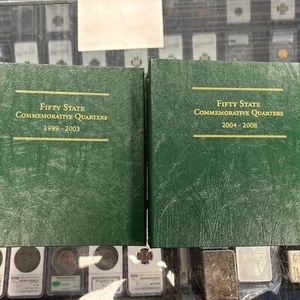 FIFTY STATE
COMMEMORATIVE QUARTERS
1999 - 2003
FIFTY STATE
COMMEMORATIVE QUARTERS
2004 - 2008